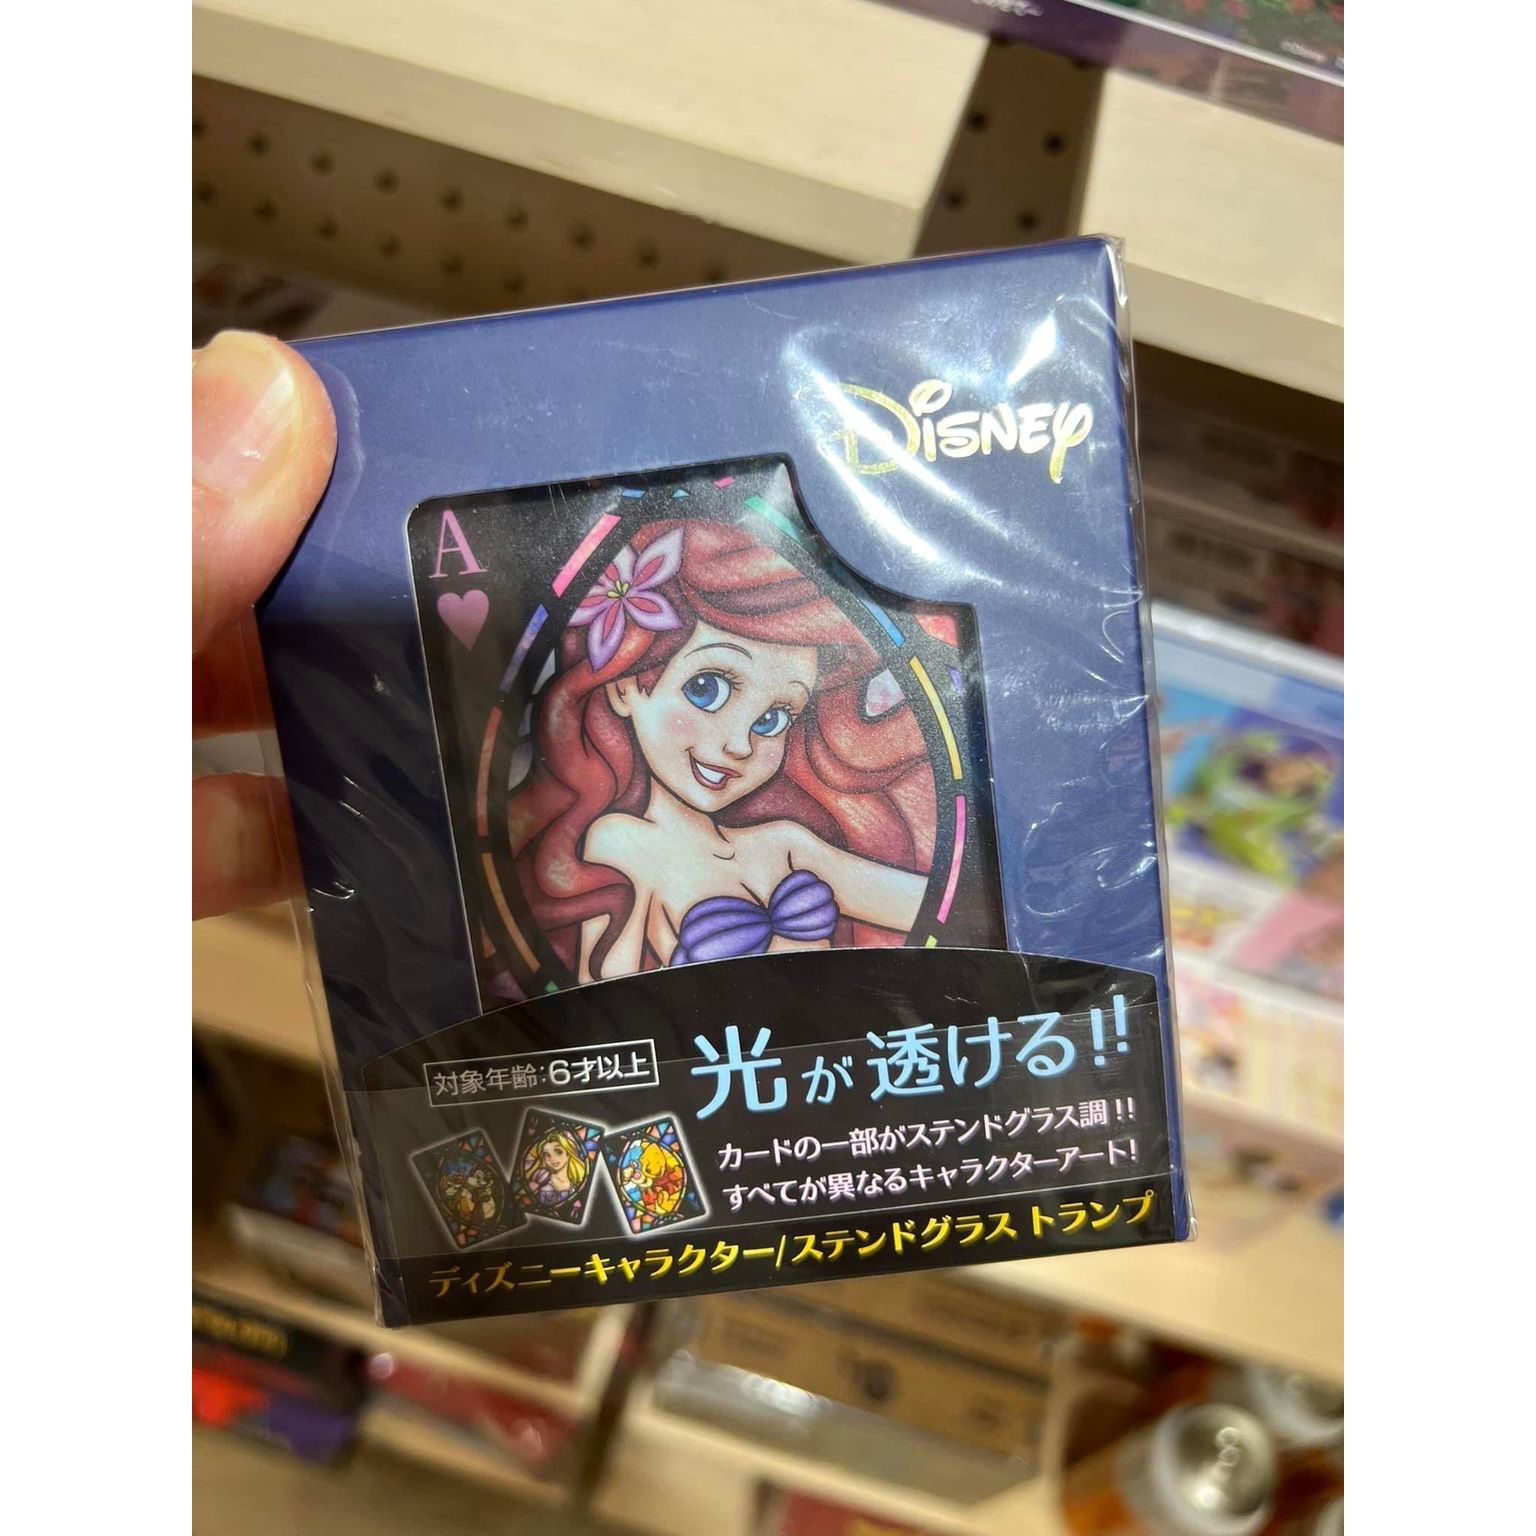 Disney
A
対象年齢:6才以上
光が透ける!!
カードの一部がステンドグラス調!!
すべてが異なるキャラクターアート!
ディズニーキャラクター/ステンドグラス トランプ